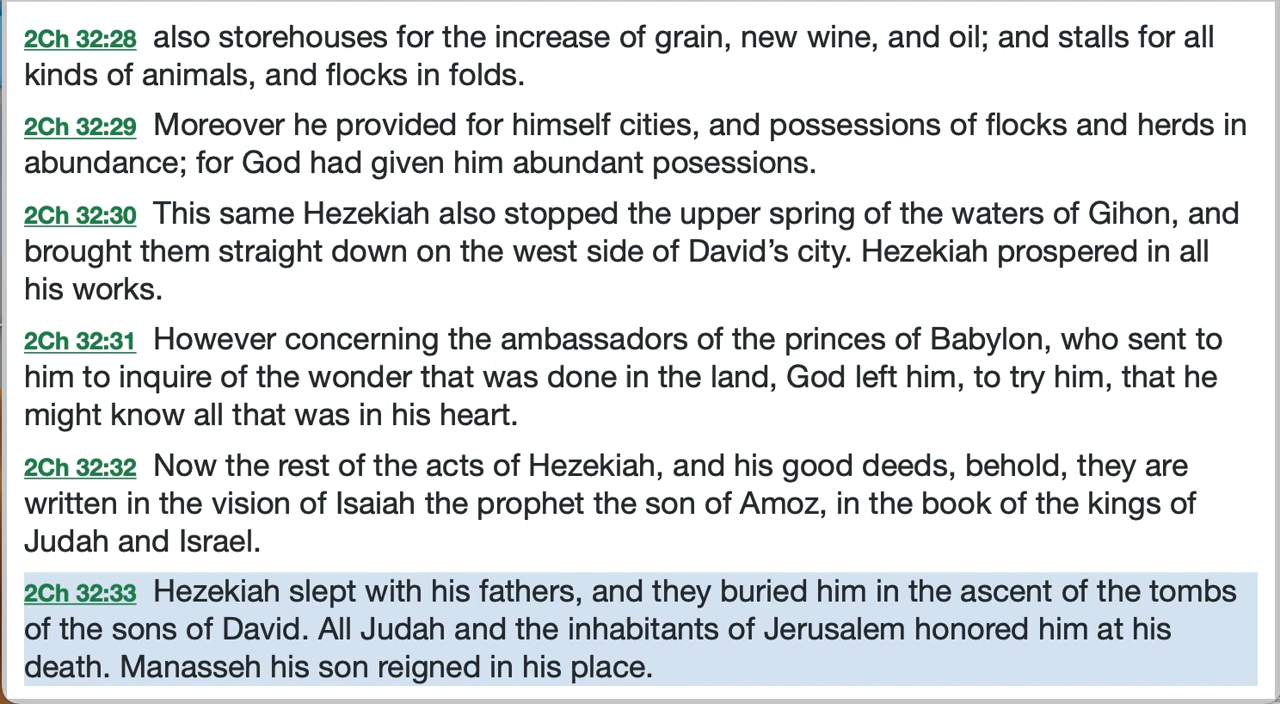 2Ch 32:28 also storehouses for the increase of grain, new wine, and oil; and stalls for all
kinds of animals, and flocks in folds.
2Ch 32:29 Moreover he provided for himself cities, and possessions of flocks and herds in
abundance; for God had given him abundant posessions.
2Ch 32:30 This same Hezekiah also stopped the upper spring of the waters of Gihon, and
brought them straight down on the west side of David’s city. Hezekiah prospered in all
his works.
2Ch 32:31 However concerning the ambassadors of the princes of Babylon, who sent to
him to inquire of the wonder that was done in the land, God left him, to try him, that he
might know all that was in his heart.
2Ch 32:32 Now the rest of the acts of Hezekiah, and his good deeds, behold, they are
written in the vision of Isaiah the prophet the son of Amoz, in the book of the kings of
Judah and Israel.
2Ch 32:33 Hezekiah slept with his fathers, and they buried him in the ascent of the tombs
of the sons of David. All Judah and the inhabitants of Jerusalem honored him at his
death. Manasseh his son reigned in his place.